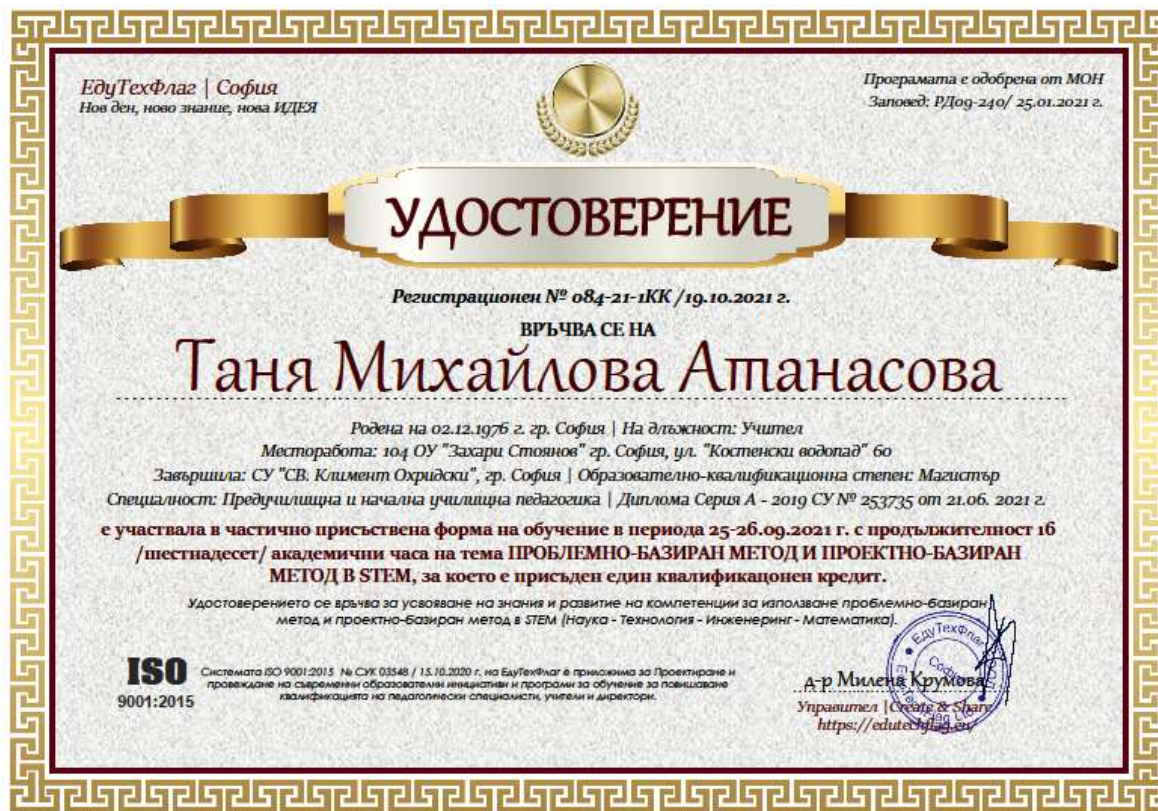 ЕдуТехФлаг | София
Нов ден, ново знание, нова ИДЕЯ
Програмата е одобрена от МОН
Заповед: РД09-240/ 25.01.2021 г.
УДОСТОВЕРЕНИЕ
Регистрационен № 084-21-1КК /19.10.2021 г.
ВРЪЧВА СЕ НА
Таня Михайлова Атанасова
Родена на 02.12.1976 г. гр. София | На длъжност: Учител
Месторабота: 104 ОУ "Захари Стоянов" гр. София, ул. "Костенски водопад" 60
Завършила: СУ "СВ. Климент Охридски", гр. София | Образователно-квалификационна степен: Магистър
Специалност: Предучилищна и начална училищна педагогика | Диплома Серия А - 2019 СУ № 253735 от 21.06. 2021 г.
е участвала в частично присъствена форма на обучение в периода 25-26.09.2021 г. с продължителност 16
/шестнадесет/ академични часа на тема ПРОБЛЕМНО-БАЗИРАН МЕТОД И ПРОЕКТНО-БАЗИРАН
МЕТОД В STEM, за което е присъден един квалификацонен кредит.
Удостоверението се връчва за усвояване на знания и развитие на компетенции за използване проблемно-базиран
метод и проектно-базиран метод в STEM (Наука - Технология - Инженеринг - Математика).
ISO
9001:2015
Системата ISO 9001:2015 № СУК 03548 / 15.10.2020 г. на ЕдуТехФлаг е приложима за Проектиране и
провеждане на съвременни образователни инициативи и програми за обучение за повишаване
квалификацията на педагогически специалисти, учители и директори.
ЕдуТехФлаг
София
д-р Милена Крумова
Управител | Create & Share
https://edutechflag.eu/